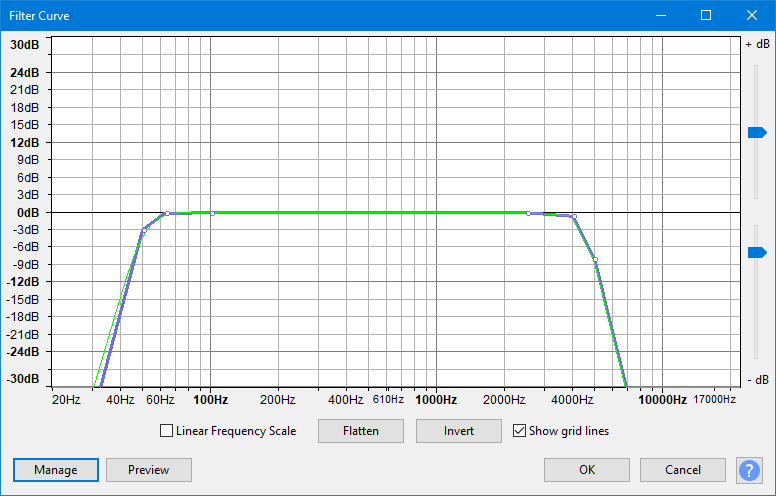 Filter Curve
30dB
+ dB
24dB
21dB
18dB
15dB
12dB
9dB
6dB
3dB
0dB
-3dB
-6dB
-9dB
-12dB
-15dB
-18dB
-21dB
-24dB
-30dB
- dB
20Hz 40Hz 60Hz 100Hz 200Hz 400Hz 610Hz 1000Hz 2000Hz 4000Hz 10000Hz 17000Hz
Linear Frequency Scale Flatten Invert Show grid lines
Manage Preview OK Cancel ?